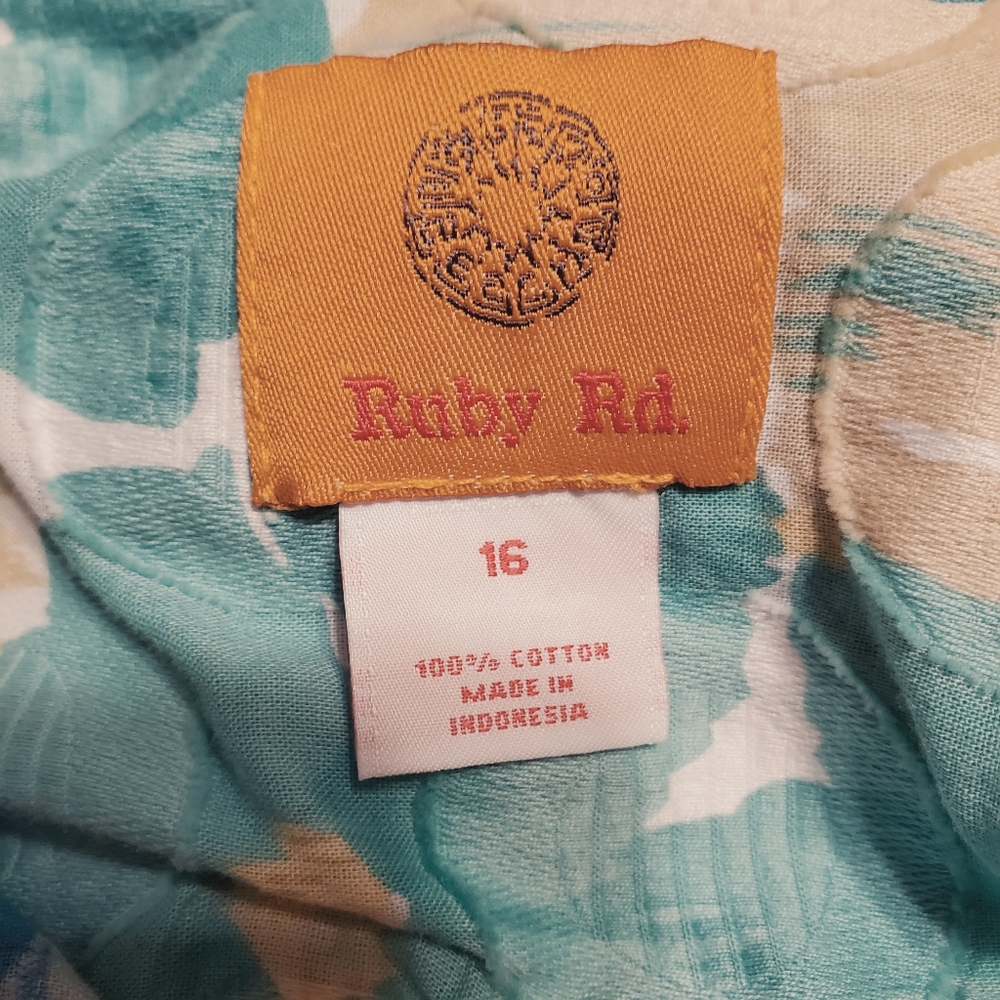 Ruby Rd.
16
100% COTTON
MADE IN
INDONESIA